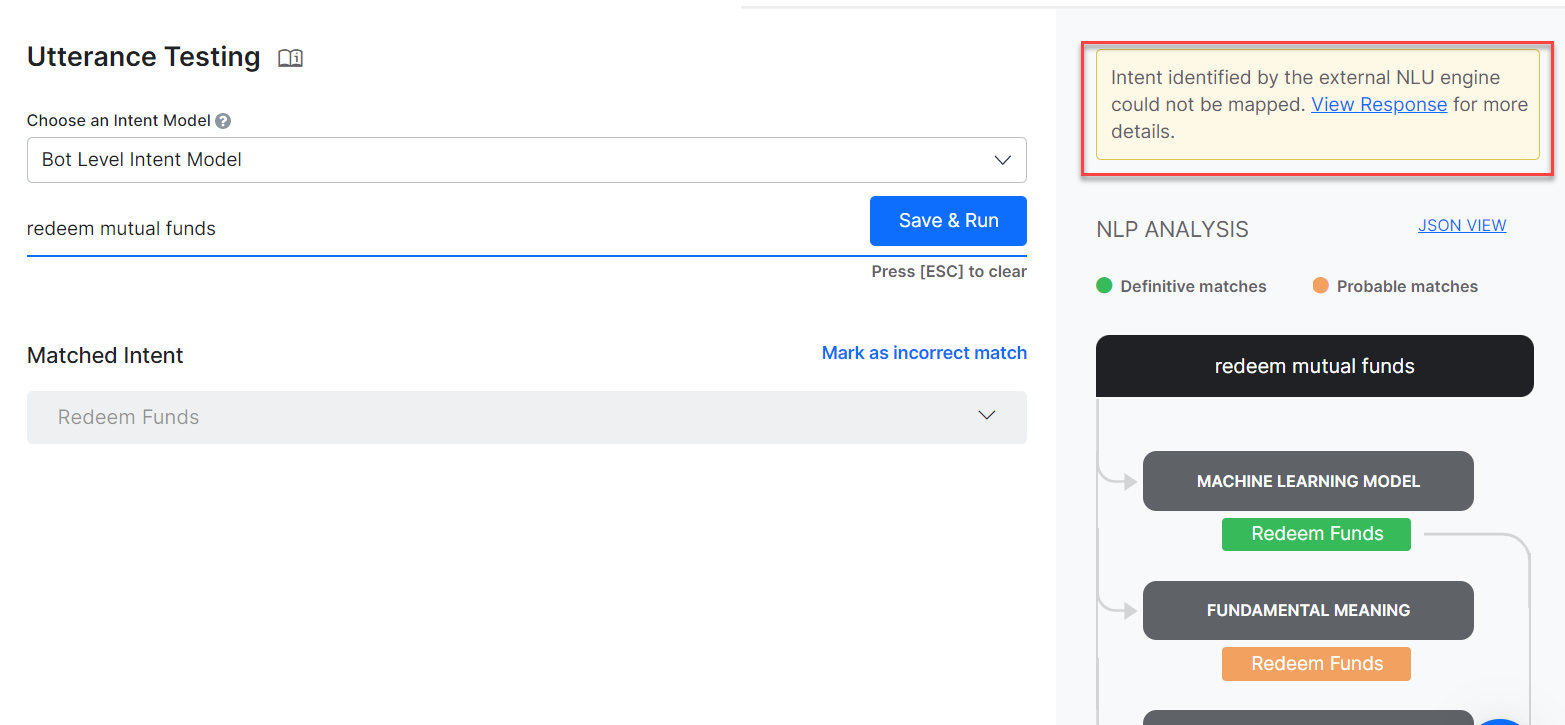 Utterance Testing
Choose an Intent Model
Bot Level Intent Model
redeem mutual funds
Save & Run
Press [ESC] to clear
Matched Intent
Mark as incorrect match
Redeem Funds
Intent identified by the external NLU engine
could not be mapped. View Response for more
details.
NLP ANALYSIS
JSON VIEW
Definitive matches
Probable matches
redeem mutual funds
MACHINE LEARNING MODEL
Redeem Funds
FUNDAMENTAL MEANING
Redeem Funds